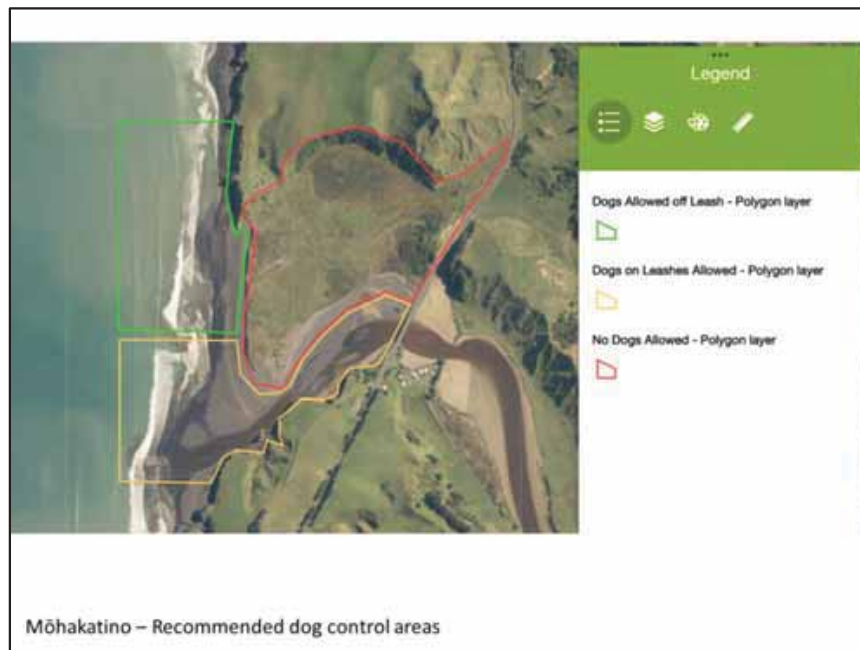 Legend
Dogs Allowed off Leash - Polygon layer
Dogs on Leashes Allowed - Polygon layer
No Dogs Allowed - Polygon layer
Mōhakatino – Recommended dog control areas